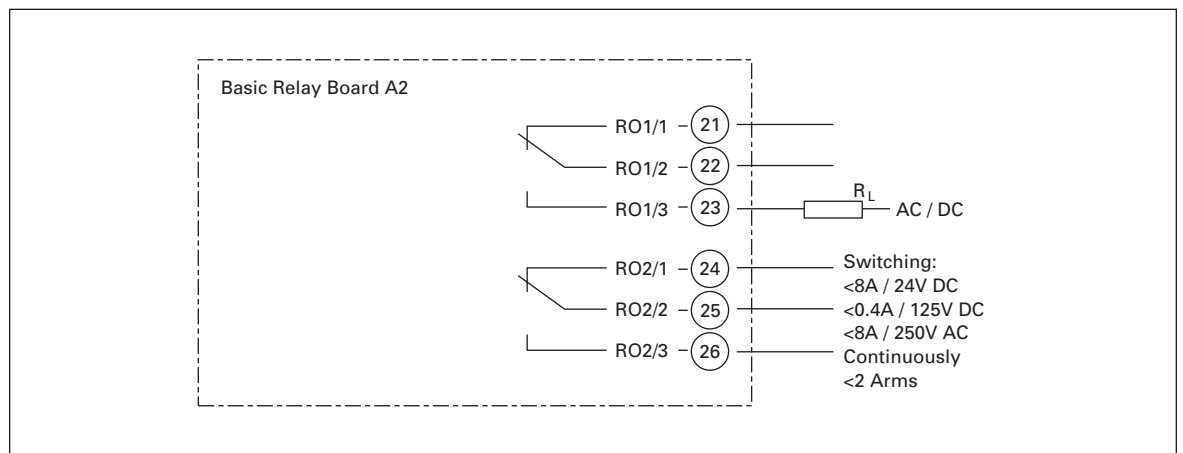 Basic Relay Board A2
RO1/1 21
RO1/2 22
RO1/3 23
RL
AC / DC
RO2/1 24
RO2/2 25
RO2/3 26
Switching:
<8A / 24V DC
<0.4A / 125V DC
<8A / 250V AC
Continuously
<2 Arms